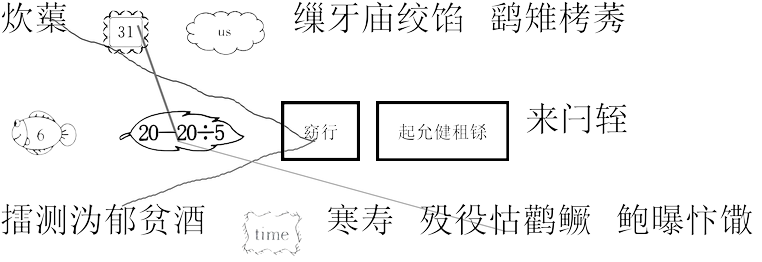 炊蕖 31 us 缫牙庙绞馅 鹞雉栲莠
6 20—20÷5 窈行 起允健租铩 来闩轾
擂测沩郁贫酒 time 寒寿 殁役怙鹳鳜 鲍曝忭馓